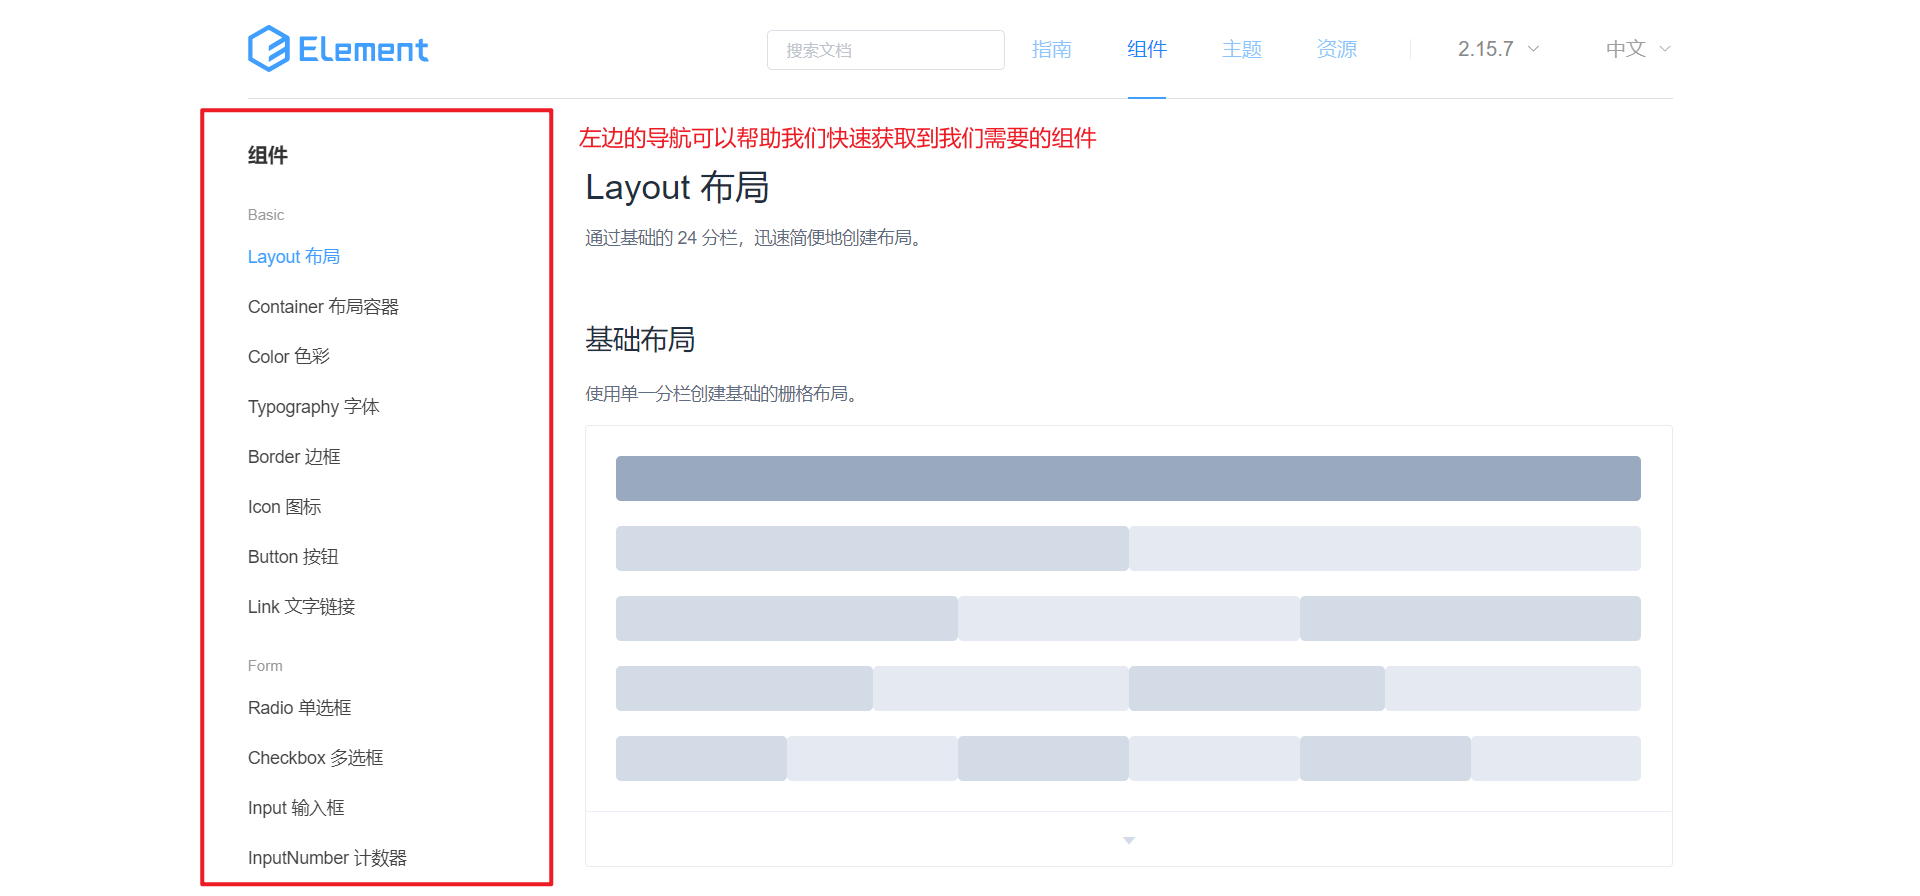 Element
搜索文档
指南
组件
主题
资源
2.15.7
中文
组件
Basic
Layout 布局
Container 布局容器
Color 色彩
Typography 字体
Border 边框
Icon 图标
Button 按钮
Link 文字链接
Form
Radio 单选框
Checkbox 多选框
Input 输入框
InputNumber 计数器
左边的导航可以帮助我们快速获取到我们需要的组件
Layout 布局
通过基础的 24 分栏，迅速简便地创建布局。
基础布局
使用单一分栏创建基础的栅格布局。